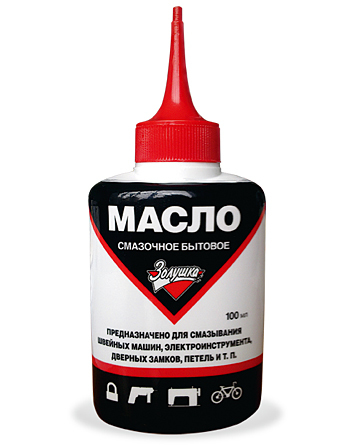 МАСЛО
СМАЗОЧНОЕ БЫТОВОЕ
Золушка
100 мл
ПРЕДНАЗНАЧЕНО ДЛЯ СМАЗЫВАНИЯ
ШВЕЙНЫХ МАШИН, ЭЛЕКТРОИНСТРУМЕНТА,
ДВЕРНЫХ ЗАМКОВ, ПЕТЕЛЬ И Т. П.